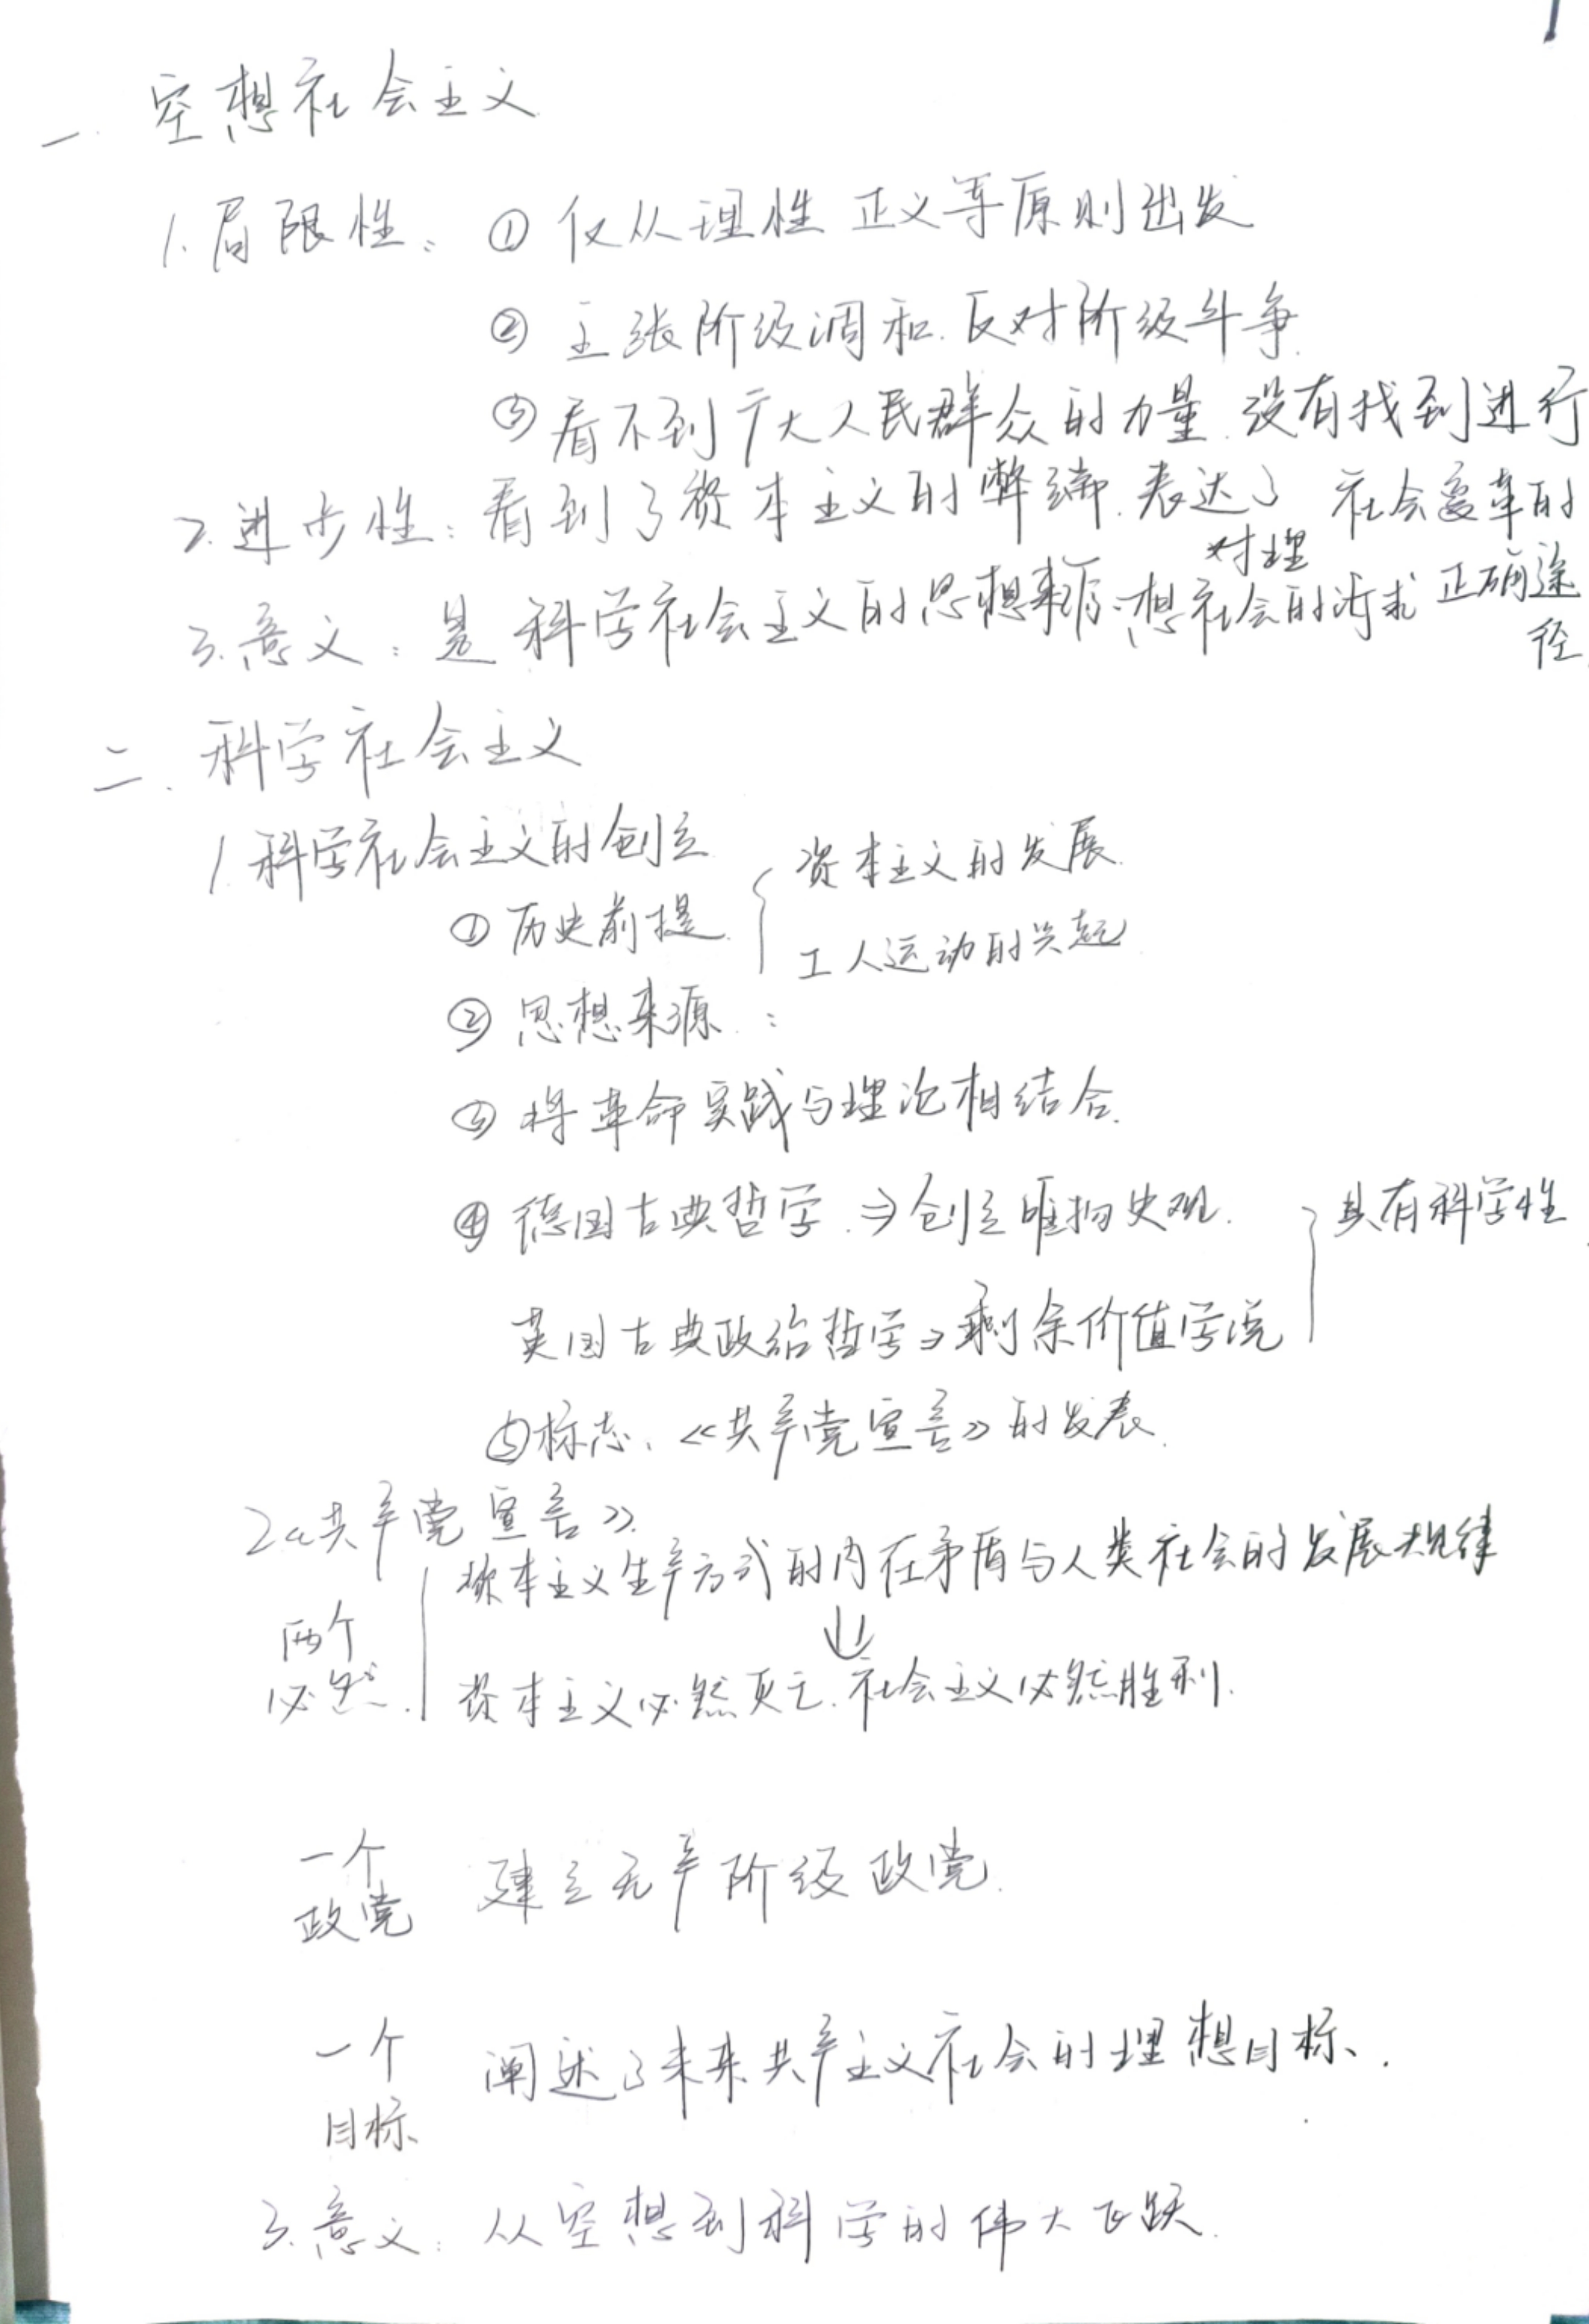 一. 空想社会主义
1. 局限性: ① 仅从理性 正义等原则出发
② 主张阶级调和.反对阶级斗争.
③ 看不到广大人民群众的力量.没有找到进行
社会变革的
正确途
径.
2. 进步性: 看到了资本主义的弊端.表达了
对理
想社会的诉求
3. 意义: 是科学社会主义的思想来源.
二. 科学社会主义
1. 科学社会主义的创立
① 历史前提. { 资本主义的发展.
工人运动的兴起
② 思想来源:
③ 将革命实践与理论相结合.
④ 德国古典哲学.⇒创立唯物史观. } 具有科学性.
英国古典政治哲学⇒剩余价值学说
⑤标志、《共产党宣言》的发表.
2《共产党宣言》.
两个
必然.
资本主义生产方式的内在矛盾与人类社会的发展规律
↓
资本主义必然灭亡.社会主义必然胜利.
一个
政党
建立无产阶级政党.
一个
目标
阐述了未来共产主义社会的理想目标.
3. 意义: 从空想到科学的伟大飞跃.